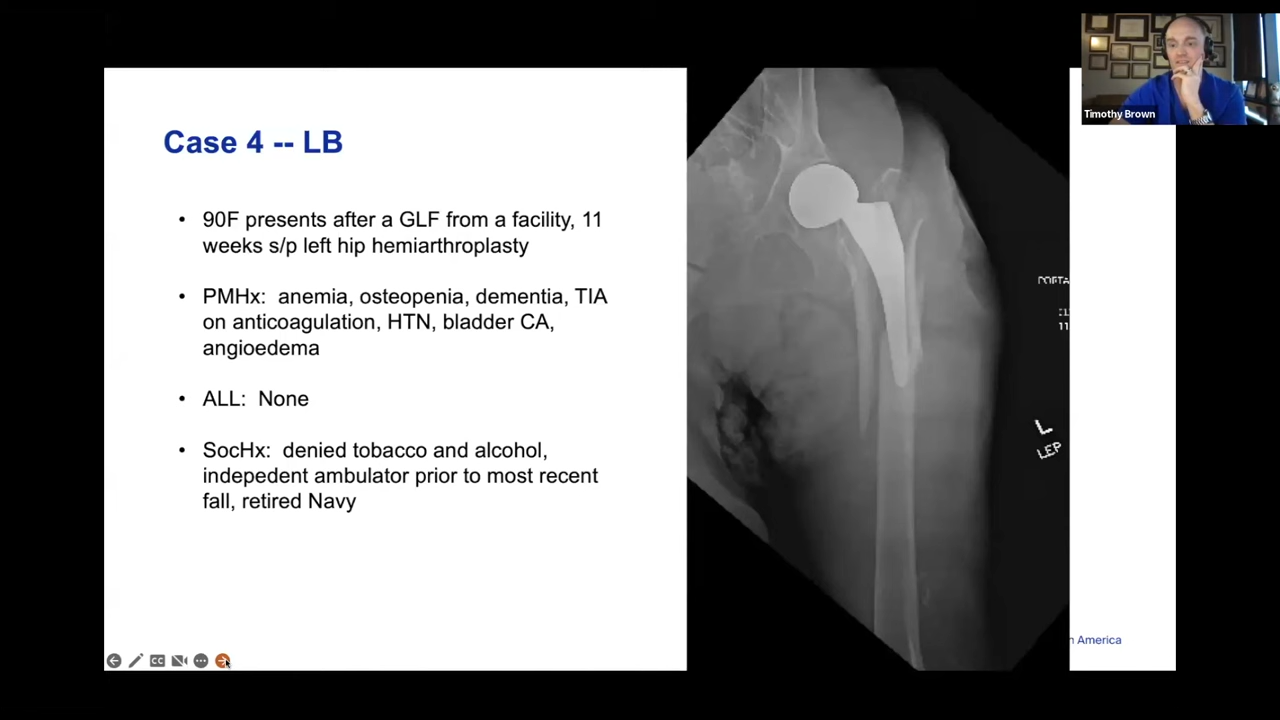 Timothy Brown
Case 4 -- LB
• 90F presents after a GLF from a facility, 11
weeks s/p left hip hemiarthroplasty
• PMHx: anemia, osteopenia, dementia, TIA
on anticoagulation, HTN, bladder CA,
angioedema
• ALL: None
• SocHx: denied tobacco and alcohol,
indepedent ambulator prior to most recent
fall, retired Navy
L
LEP
America
CC